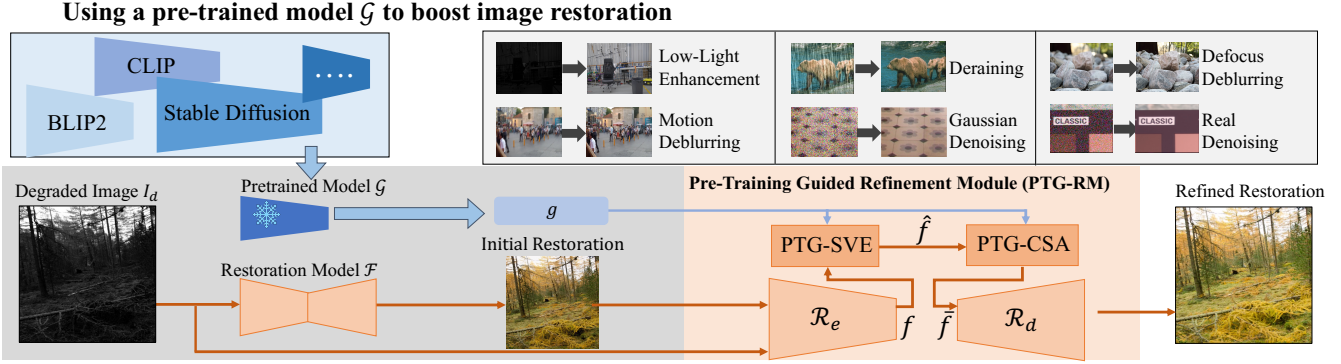 Using a pre-trained model 𝒢 to boost image restoration
CLIP
Stable Diffusion
BLIP2
....
Low-Light
Enhancement
Deraining
Defocus
Deblurring
Motion
Deblurring
Gaussian
Denoising
CLASSIC
CLASSIC
Real
Denoising
Degraded Image I_d
Pretrained Model 𝒢
g
Restoration Model ℱ
Initial Restoration
Pre-Training Guided Refinement Module (PTG-RM)
PTG-SVE
f̂
PTG-CSA
ℛ_e
f
f̄
ℛ_d
Refined Restoration